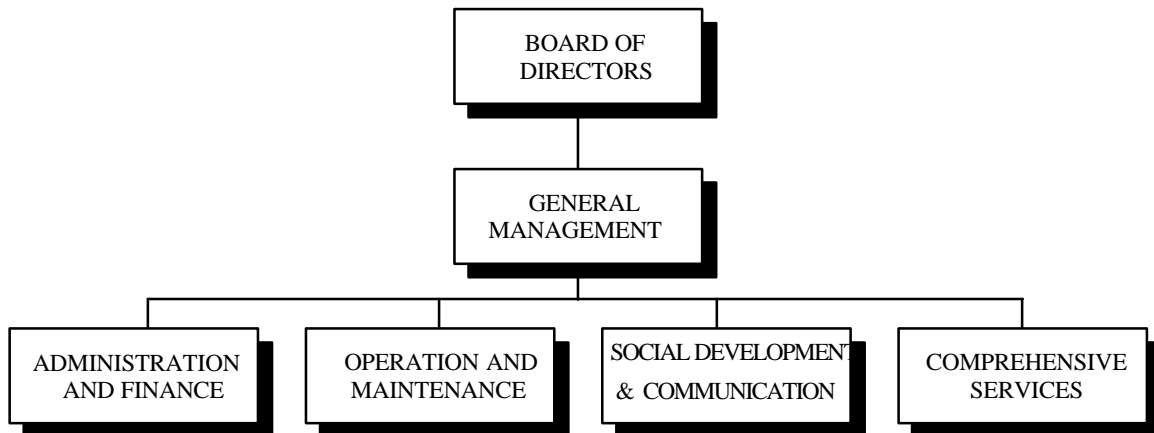 BOARD OF
DIRECTORS
GENERAL
MANAGEMENT
ADMINISTRATION
AND FINANCE
OPERATION AND
MAINTENANCE
SOCIAL DEVELOPMENT
& COMMUNICATION
COMPREHENSIVE
SERVICES